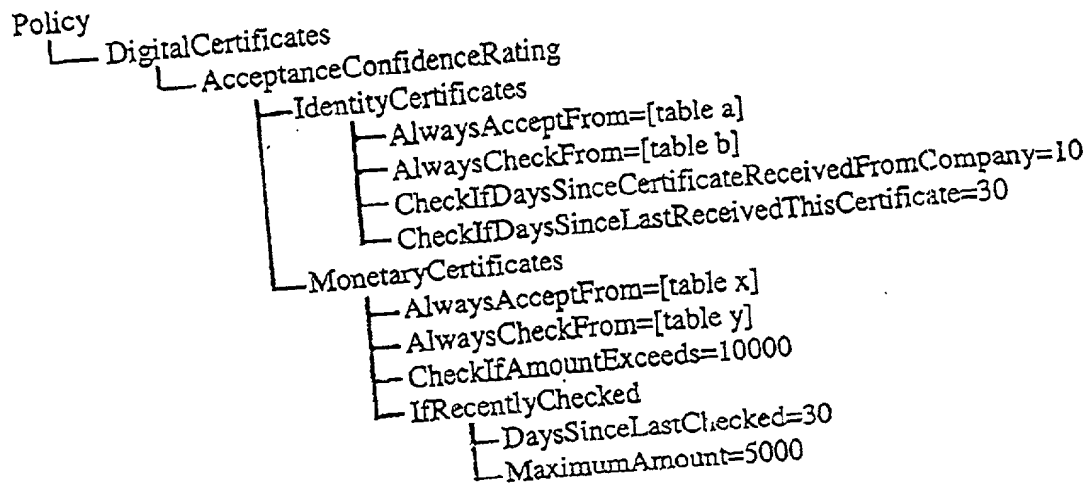 Policy
DigitalCertificates
AcceptanceConfidenceRating
IdentityCertificates
AlwaysAcceptFrom=[table a]
AlwaysCheckFrom=[table b]
CheckIfDaysSinceCertificateReceivedFromCompany=10
CheckIfDaysSinceLastReceivedThisCertificate=30
MonetaryCertificates
AlwaysAcceptFrom=[table x]
AlwaysCheckFrom=[table y]
CheckIfAmountExceeds=10000
IfRecentlyChecked
DaysSinceLastChecked=30
MaximumAmount=5000